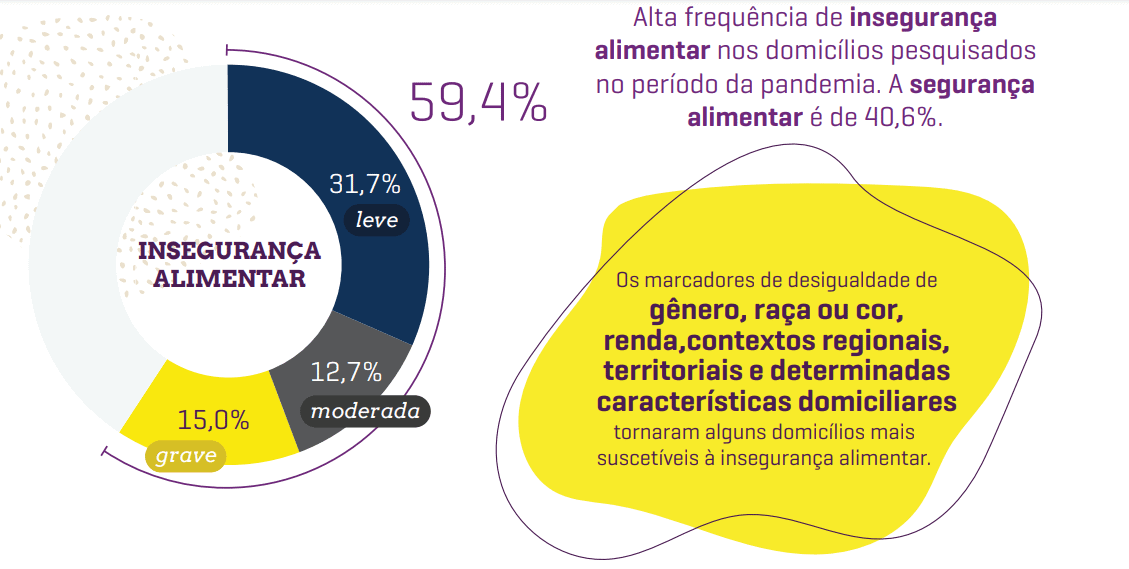 Alta frequência de insegurança
alimentar nos domicílios pesquisados
no período da pandemia. A segurança
alimentar é de 40,6%.
59,4%
31,7%
leve
INSEGURANÇA
ALIMENTAR
12,7%
moderada
15,0%
grave
Os marcadores de desigualdade de
gênero, raça ou cor,
renda,contextos regionais,
territoriais e determinadas
características domiciliares
tornaram alguns domicílios mais
suscetíveis à insegurança alimentar.